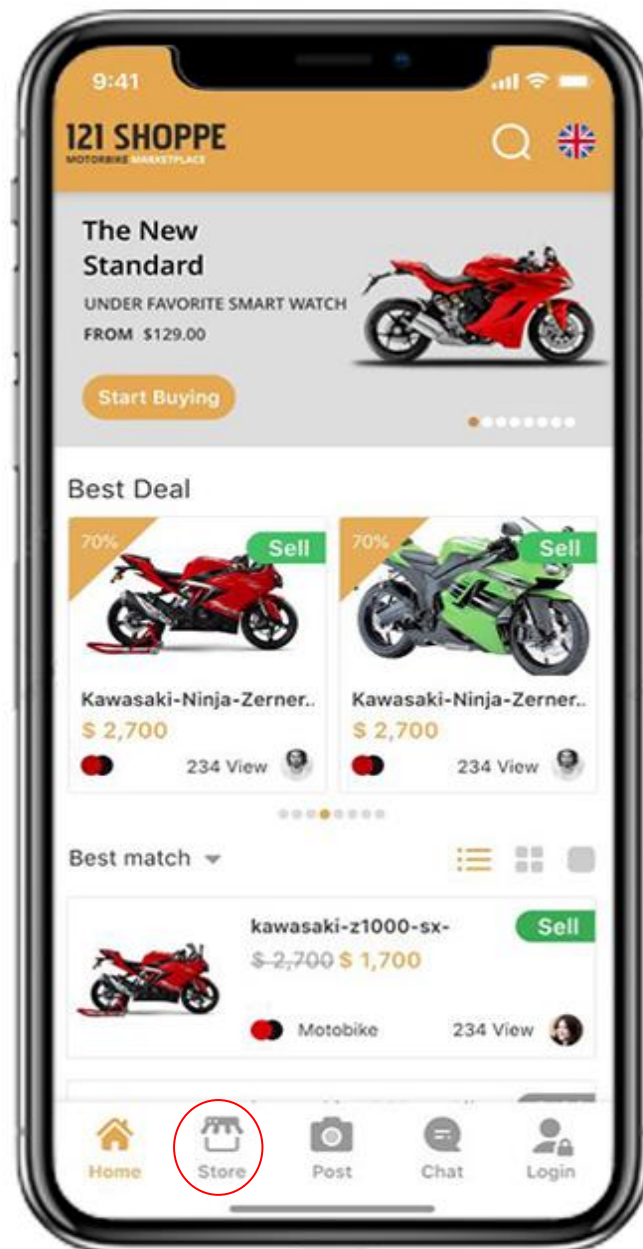 9:41
121 SHOPPE
MOTORBIKE MARKETPLACE
The New
Standard
UNDER FAVORITE SMART WATCH
FROM $129.00
Start Buying
Best Deal
70%
Sell
70%
Sell
Kawasaki-Ninja-Zerner..
Kawasaki-Ninja-Zerner..
$ 2,700
$ 2,700
234 View
234 View
Best match
kawasaki-z1000-sx-
Sell
$ 2,700 $ 1,700
Motobike
234 View
Home
Store
Post
Chat
Login